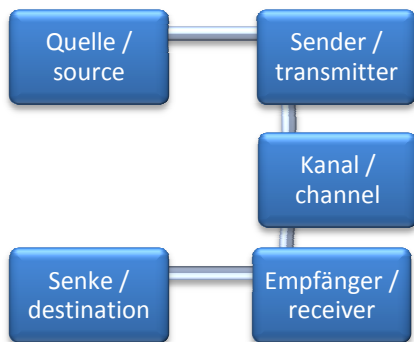 Quelle /
source
Sender /
transmitter
Kanal /
channel
Empfänger /
receiver
Senke /
destination